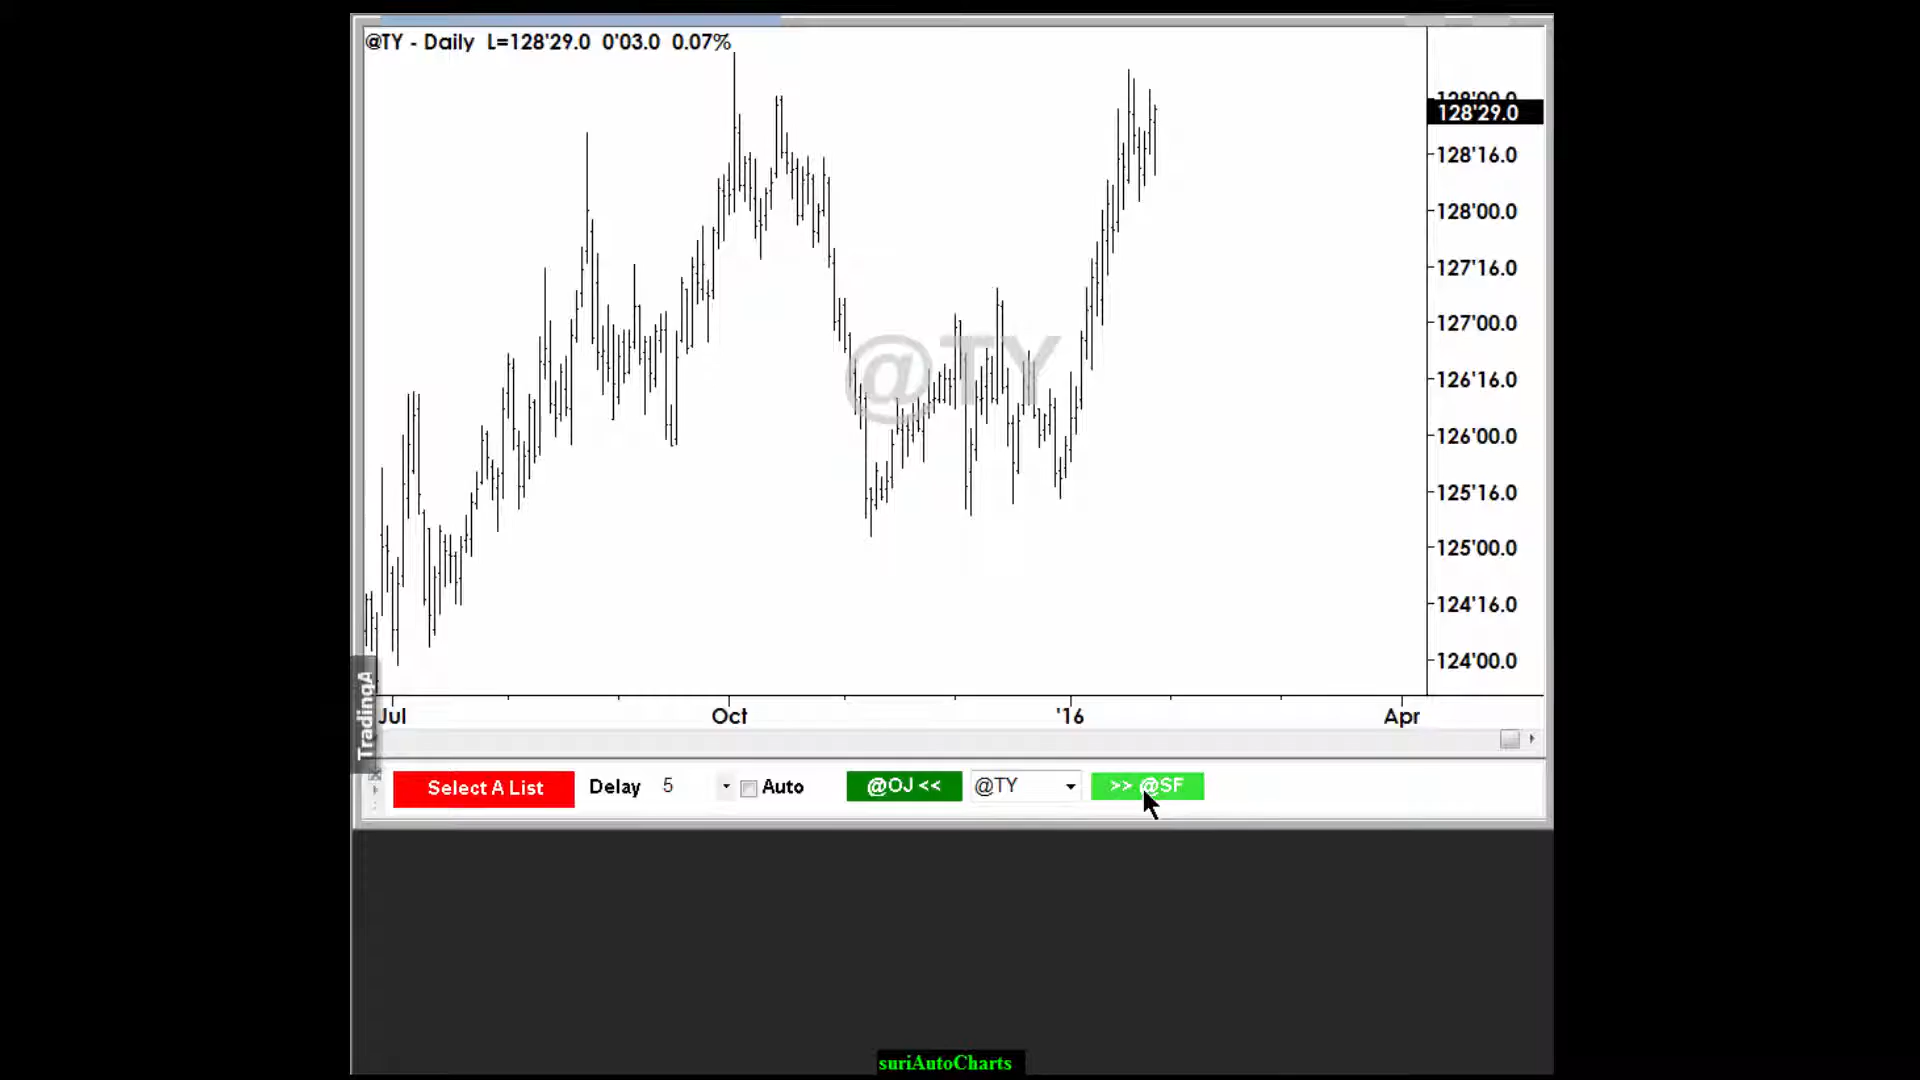 @TY - Daily L=128'29.0 0'03.0 0.07%
129'00.0
128'29.0
128'16.0
128'00.0
127'16.0
127'00.0
@TY
126'16.0
126'00.0
125'16.0
125'00.0
124'16.0
124'00.0
TradingA
Jul Oct '16 Apr
Select A List Delay 5 Auto @OJ << @TY >> @SF
suriAutoCharts